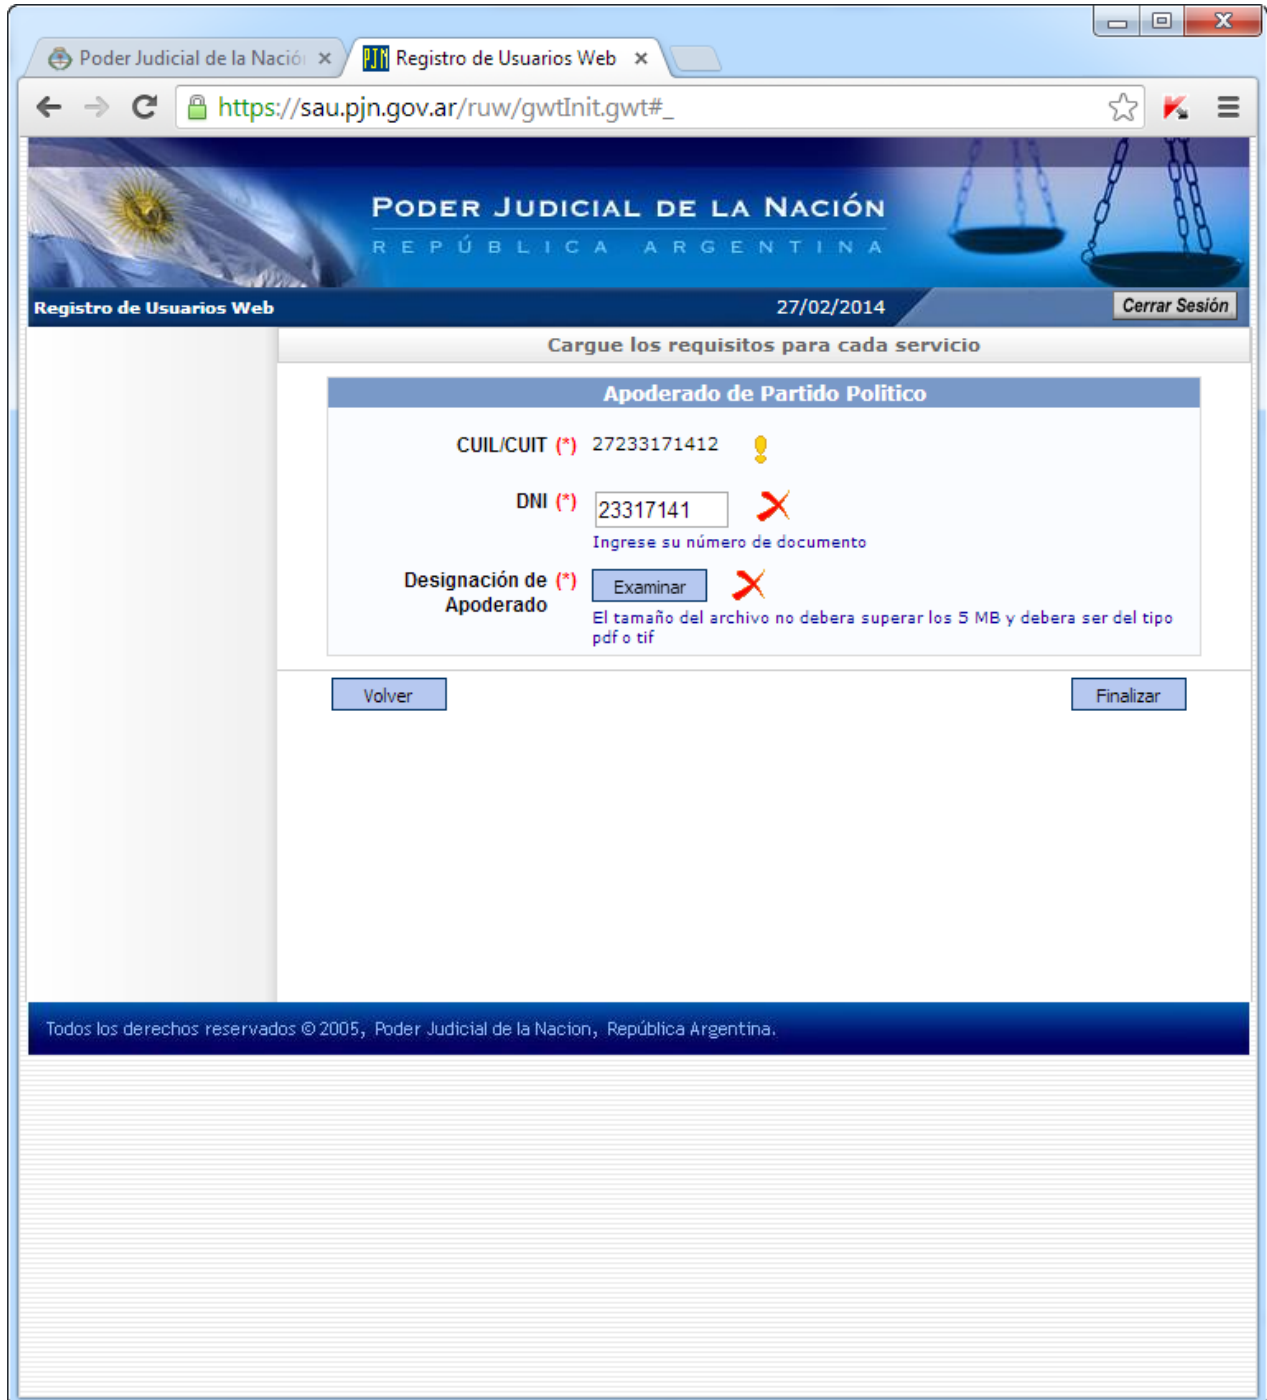 Poder Judicial de la Nació
Registro de Usuarios Web
https://sau.pjn.gov.ar/ruw/gwtInit.gwt#_
PODER JUDICIAL DE LA NACIÓN
REPÚBLICA ARGENTINA
Registro de Usuarios Web 27/02/2014 Cerrar Sesión
Cargue los requisitos para cada servicio
Apoderado de Partido Politico
CUIL/CUIT (*) 27233171412
DNI (*) 23317141
Ingrese su número de documento
Designación de (*) Examinar
Apoderado
El tamaño del archivo no debera superar los 5 MB y debera ser del tipo
pdf o tif
Volver Finalizar
Todos los derechos reservados © 2005, Poder Judicial de la Nacion, República Argentina.